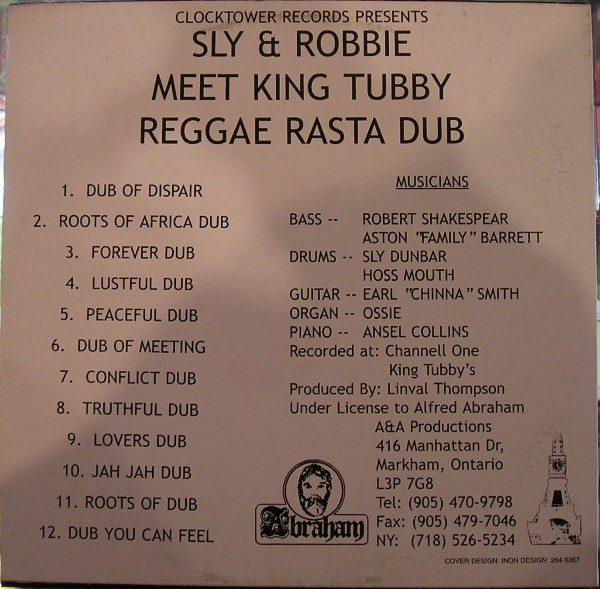 CLOCKTOWER RECORDS PRESENTS
SLY & ROBBIE
MEET KING TUBBY
REGGAE RASTA DUB
1. DUB OF DISPAIR
2. ROOTS OF AFRICA DUB
3. FOREVER DUB
4. LUSTFUL DUB
5. PEACEFUL DUB
6. DUB OF MEETING
7. CONFLICT DUB
8. TRUTHFUL DUB
9. LOVERS DUB
10. JAH JAH DUB
11. ROOTS OF DUB
12. DUB YOU CAN FEEL
MUSICIANS
BASS -- ROBERT SHAKESPEAR
ASTON "FAMILY" BARRETT
DRUMS -- SLY DUNBAR
HOSS MOUTH
GUITAR -- EARL "CHINNA" SMITH
ORGAN -- OSSIE
PIANO -- ANSEL COLLINS
Recorded at: Channell One
King Tubby's
Produced By: Linval Thompson
Under License to Alfred Abraham
A&A Productions
416 Manhattan Dr,
Markham, Ontario
L3P 7G8
Tel: (905) 470-9798
Fax: (905) 479-7046
NY: (718) 526-5234
Abraham
COVER DESIGN: INON DESIGN 264 6367